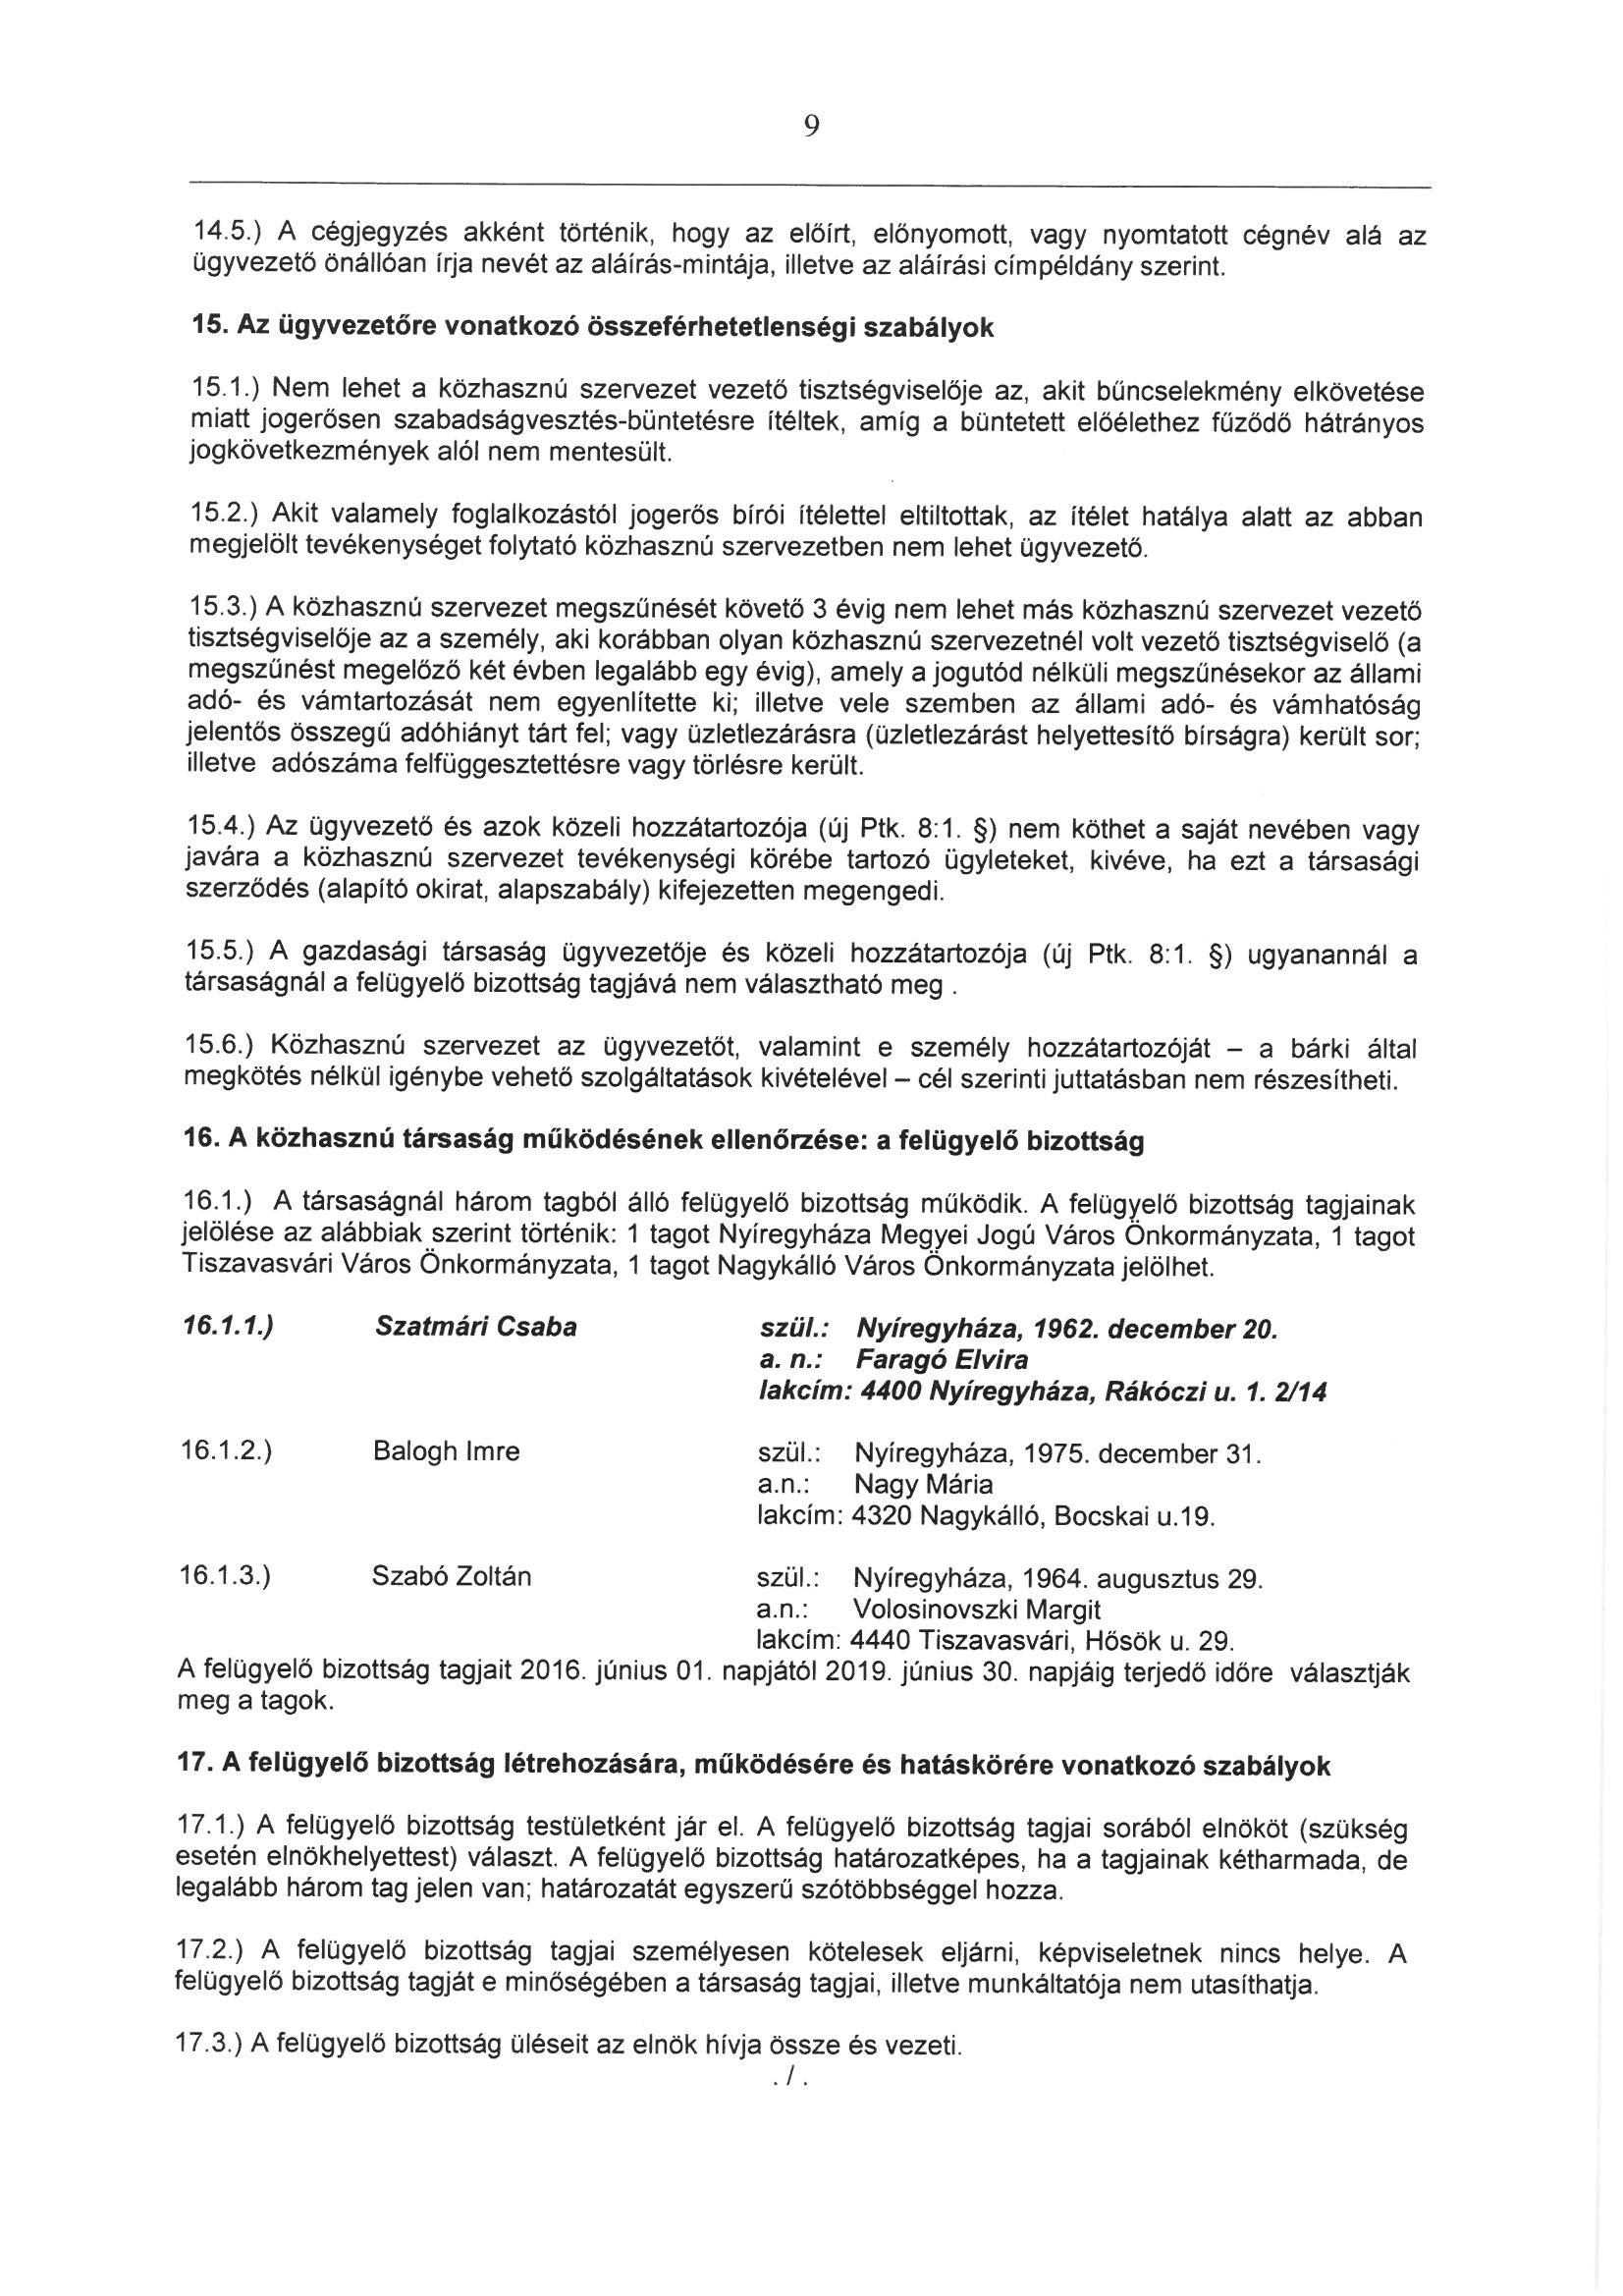 9
14.5.) A cégjegyzés akként történik, hogy az előírt, előnyomott, vagy nyomtatott cégnév alá az
ügyvezető önállóan írja nevét az aláírás-mintája, illetve az aláírási címpéldány szerint.
15. Az ügyvezetőre vonatkozó összeférhetetlenségi szabályok
15.1.) Nem lehet a közhasznú szervezet vezető tisztségviselője az, akit bűncselekmény elkövetése
miatt jogerősen szabadságvesztés-büntetésre ítéltek, amíg a büntetett előélethez fűződő hátrányos
jogkövetkezmények alól nem mentesült.
15.2.) Akit valamely foglalkozástól jogerős bírói ítélettel eltiltottak, az ítélet hatálya alatt az abban
megjelölt tevékenységet folytató közhasznú szervezetben nem lehet ügyvezető.
15.3.) A közhasznú szervezet megszűnését követő 3 évig nem lehet más közhasznú szervezet vezető
tisztségviselője az a személy, aki korábban olyan közhasznú szervezetnél volt vezető tisztségviselő (a
megszűnést megelőző két évben legalább egy évig), amely a jogutód nélküli megszűnésekor az állami
adó- és vámtartozását nem egyenlítette ki; illetve vele szemben az állami adó- és vámhatóság
jelentős összegű adóhiányt tárt fel; vagy üzletlezárásra (üzletlezárást helyettesítő bírságra) került sor;
illetve adószáma felfüggesztettésre vagy törlésre került.
15.4.) Az ügyvezető és azok közeli hozzátartozója (új Ptk. 8:1. §) nem köthet a saját nevében vagy
javára a közhasznú szervezet tevékenységi körébe tartozó ügyleteket, kivéve, ha ezt a társasági
szerződés (alapító okirat, alapszabály) kifejezetten megengedi.
15.5.) A gazdasági társaság ügyvezetője és közeli hozzátartozója (új Ptk. 8:1. §) ugyanannál a
társaságnál a felügyelő bizottság tagjává nem választható meg .
15.6.) Közhasznú szervezet az ügyvezetőt, valamint e személy hozzátartozóját – a bárki által
megkötés nélkül igénybe vehető szolgáltatások kivételével – cél szerinti juttatásban nem részesítheti.
16. A közhasznú társaság működésének ellenőrzése: a felügyelő bizottság
16.1.) A társaságnál három tagból álló felügyelő bizottság működik. A felügyelő bizottság tagjainak
jelölése az alábbiak szerint történik: 1 tagot Nyíregyháza Megyei Jogú Város Önkormányzata, 1 tagot
Tiszavasvári Város Önkormányzata, 1 tagot Nagykálló Város Önkormányzata jelölhet.
16.1.1.) Szatmári Csaba szül.: Nyíregyháza, 1962. december 20.
a. n.: Faragó Elvira
lakcím: 4400 Nyíregyháza, Rákóczi u. 1. 2/14
16.1.2.) Balogh Imre szül.: Nyíregyháza, 1975. december 31.
a.n.: Nagy Mária
lakcím: 4320 Nagykálló, Bocskai u.19.
16.1.3.) Szabó Zoltán szül.: Nyíregyháza, 1964. augusztus 29.
a.n.: Volosinovszki Margit
lakcím: 4440 Tiszavasvári, Hősök u. 29.
A felügyelő bizottság tagjait 2016. június 01. napjától 2019. június 30. napjáig terjedő időre választják
meg a tagok.
17. A felügyelő bizottság létrehozására, működésére és hatáskörére vonatkozó szabályok
17.1.) A felügyelő bizottság testületként jár el. A felügyelő bizottság tagjai sorából elnököt (szükség
esetén elnökhelyettest) választ. A felügyelő bizottság határozatképes, ha a tagjainak kétharmada, de
legalább három tag jelen van; határozatát egyszerű szótöbbséggel hozza.
17.2.) A felügyelő bizottság tagjai személyesen kötelesek eljárni, képviseletnek nincs helye. A
felügyelő bizottság tagját e minőségében a társaság tagjai, illetve munkáltatója nem utasíthatja.
17.3.) A felügyelő bizottság üléseit az elnök hívja össze és vezeti.
. / .